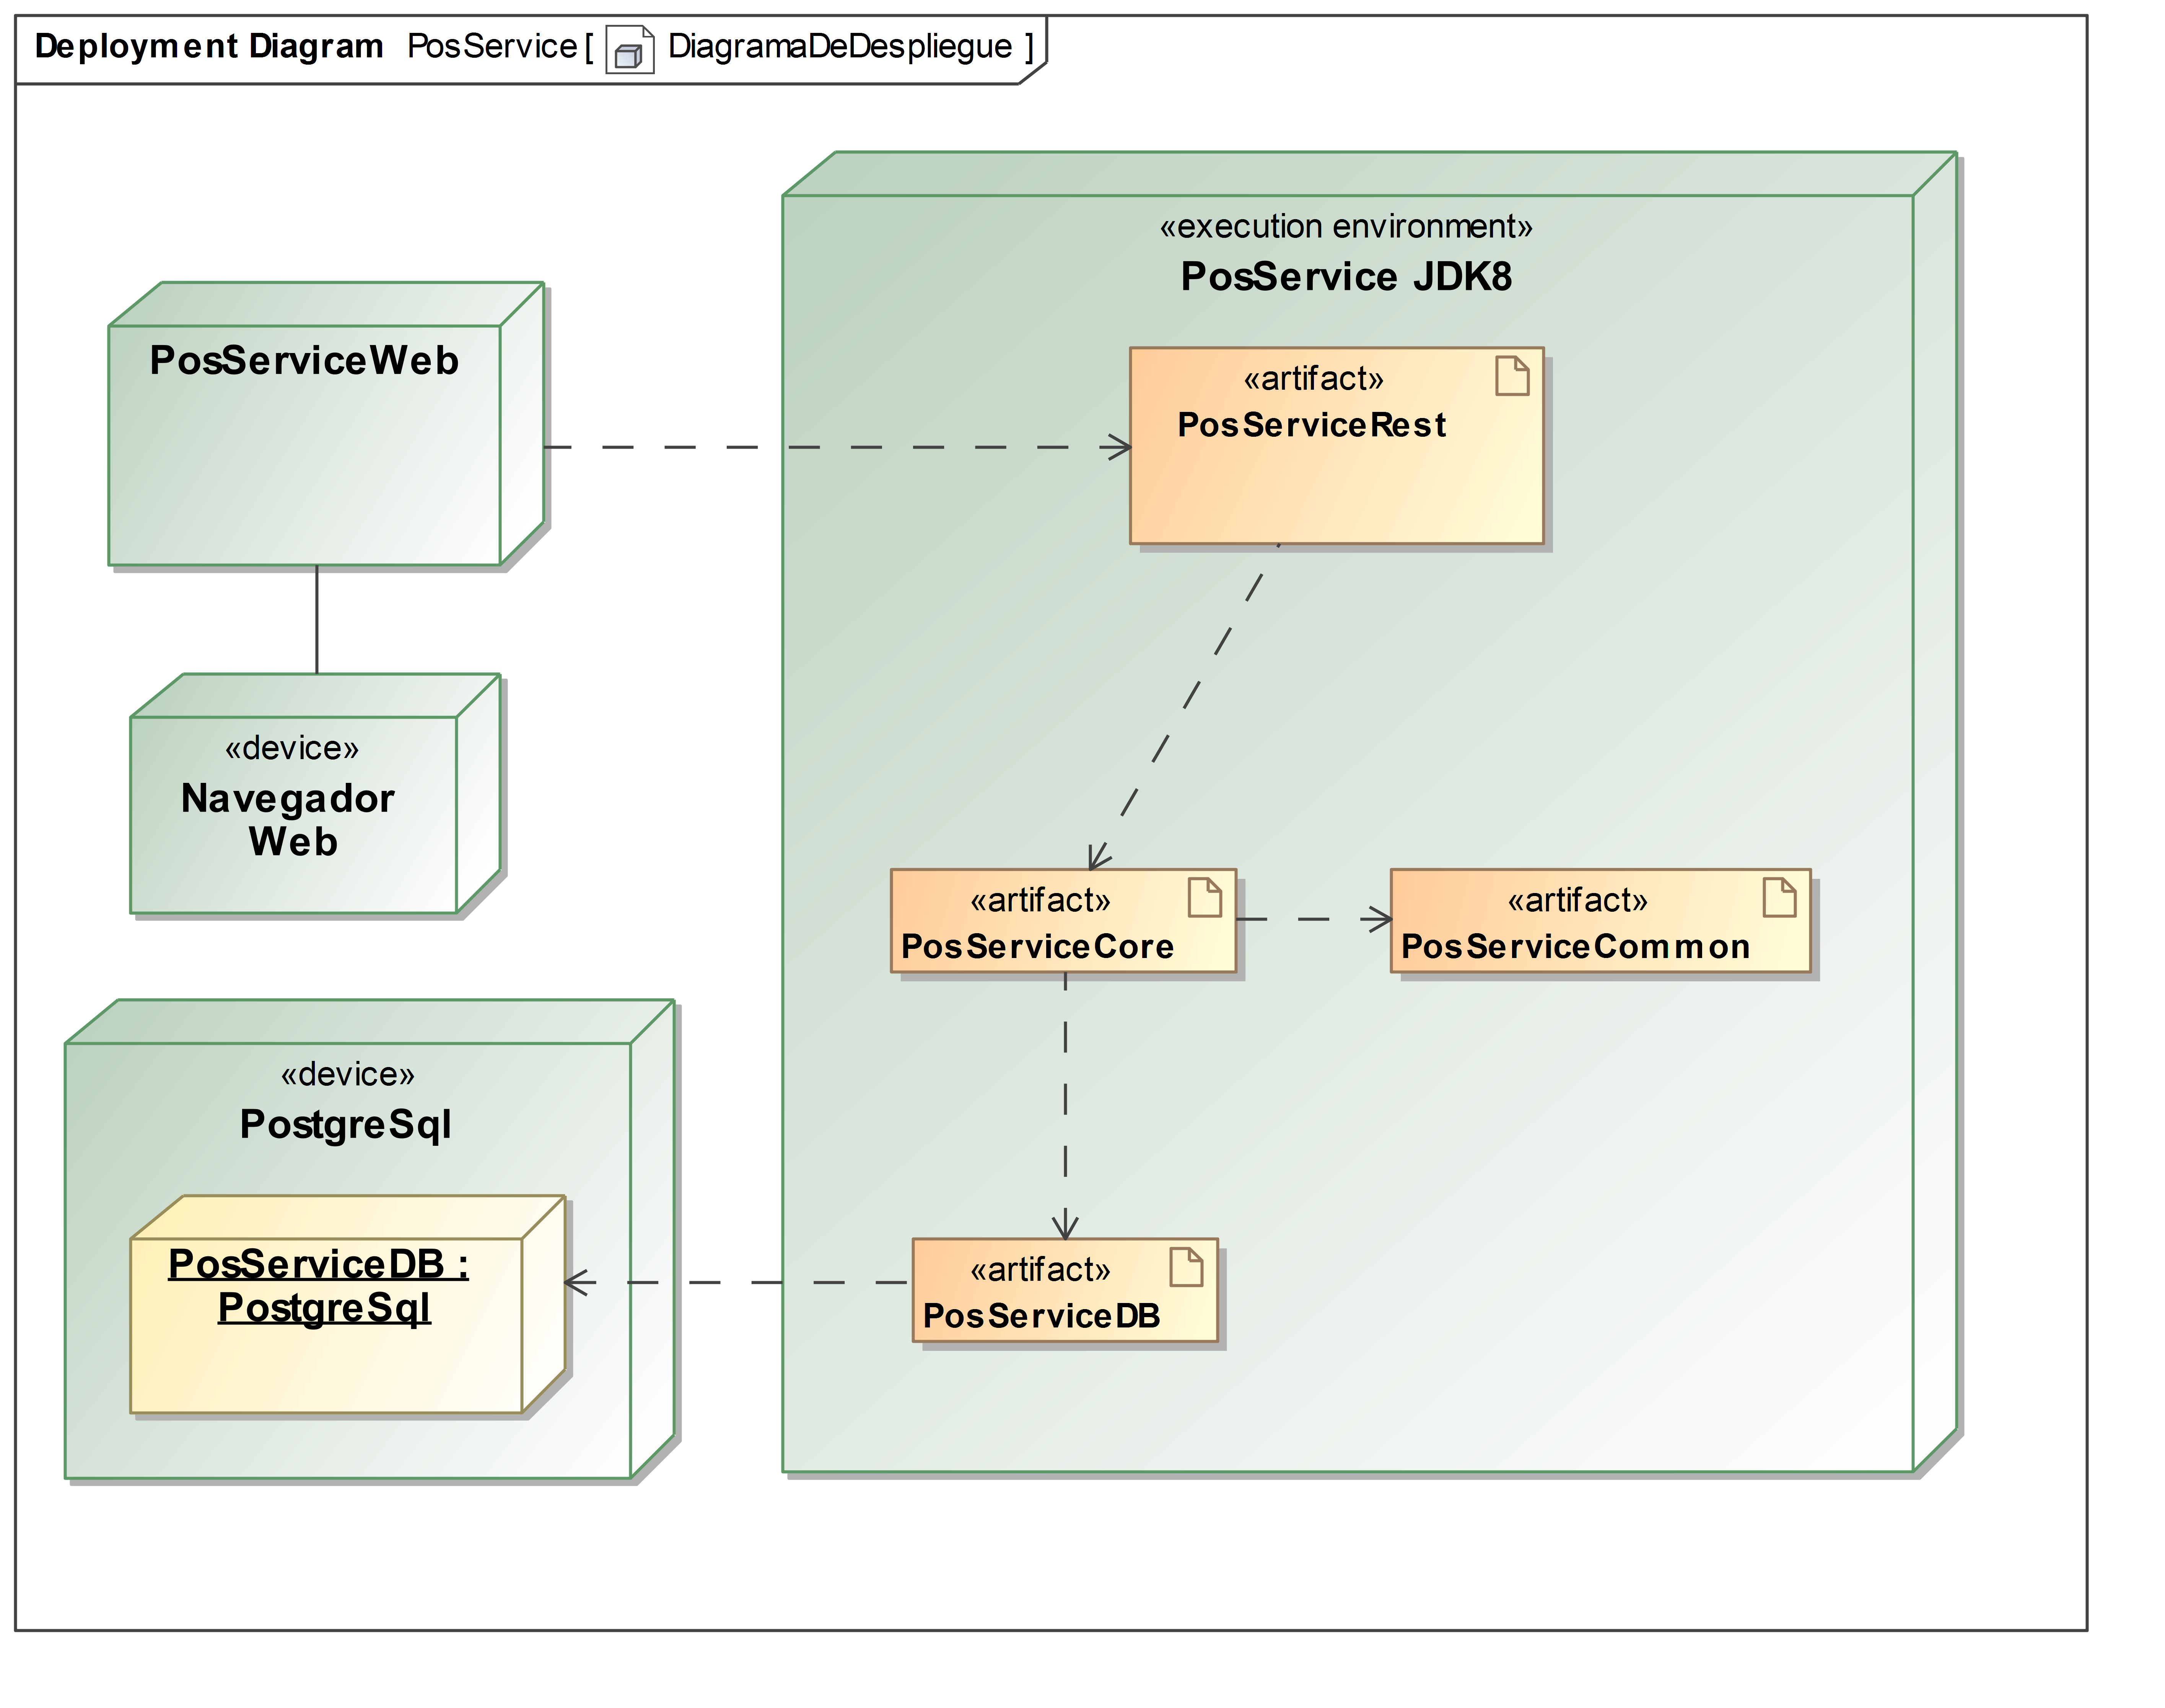 Deployment Diagram PosService [ DiagramaDeDespliegue ]
«execution environment»
PosService JDK8
PosServiceWeb
«artifact»
PosServiceRest
«device»
Navegador
Web
«artifact»
PosServiceCore
«artifact»
PosServiceCommon
«device»
PostgreSql
PosServiceDB :
PostgreSql
«artifact»
PosServiceDB